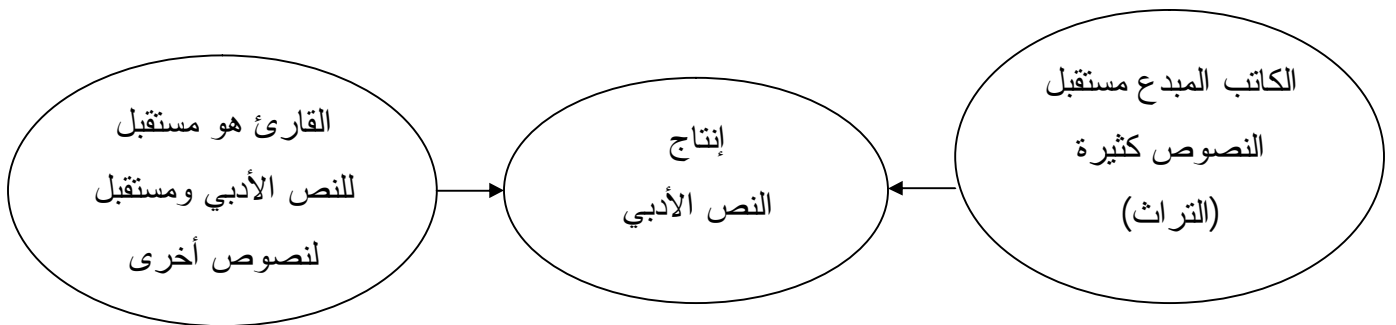 الكاتب المبدع مستقبل
النصوص كثيرة
(التراث)
إنتاج
النص الأدبي
القارئ هو مستقبل
للنص الأدبي ومستقبل
لنصوص أخرى